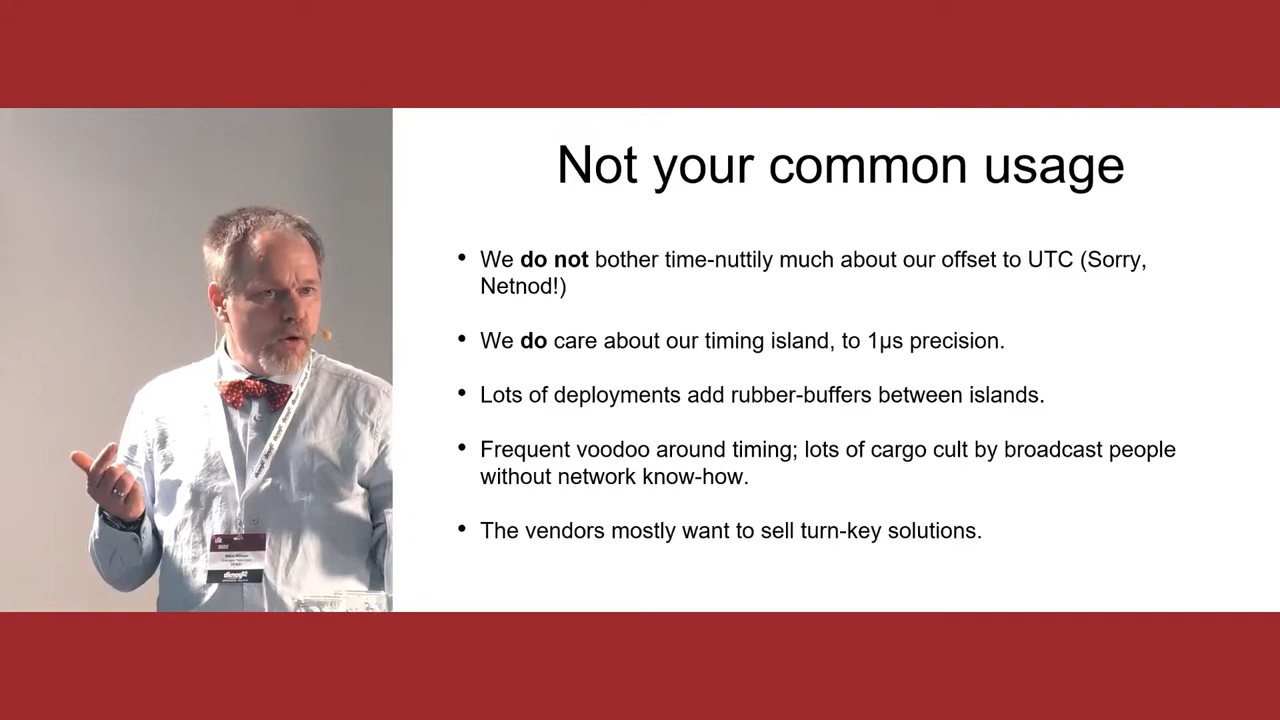 Not your common usage
• We do not bother time-nuttily much about our offset to UTC (Sorry,
Netnod!)
• We do care about our timing island, to 1µs precision.
• Lots of deployments add rubber-buffers between islands.
• Frequent voodoo around timing; lots of cargo cult by broadcast people
without network know-how.
• The vendors mostly want to sell turn-key solutions.